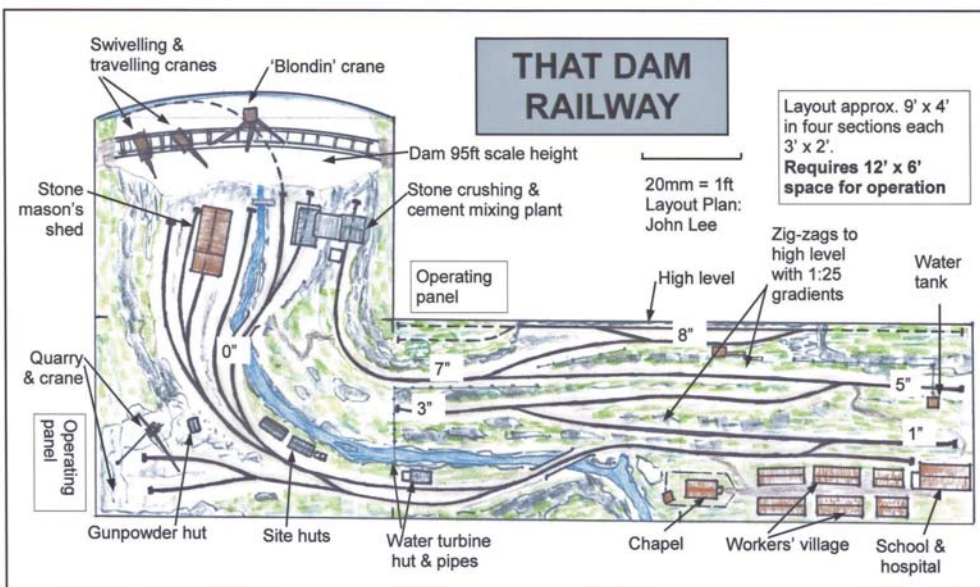 Swivelling &
travelling cranes
'Blondin' crane
THAT DAM
RAILWAY
Layout approx. 9' x 4'
in four sections each
3' x 2'.
Requires 12' x 6'
space for operation
Dam 95ft scale height
20mm = 1ft
Layout Plan:
John Lee
Stone
mason's
shed
Stone crushing &
cement mixing plant
Zig-zags to
high level
with 1:25
gradients
Water
tank
Operating
panel
High level
0"
7"
8"
3"
5"
1"
Quarry
& crane
Operating
panel
Gunpowder hut
Site huts
Water turbine
hut & pipes
Chapel
Workers' village
School &
hospital